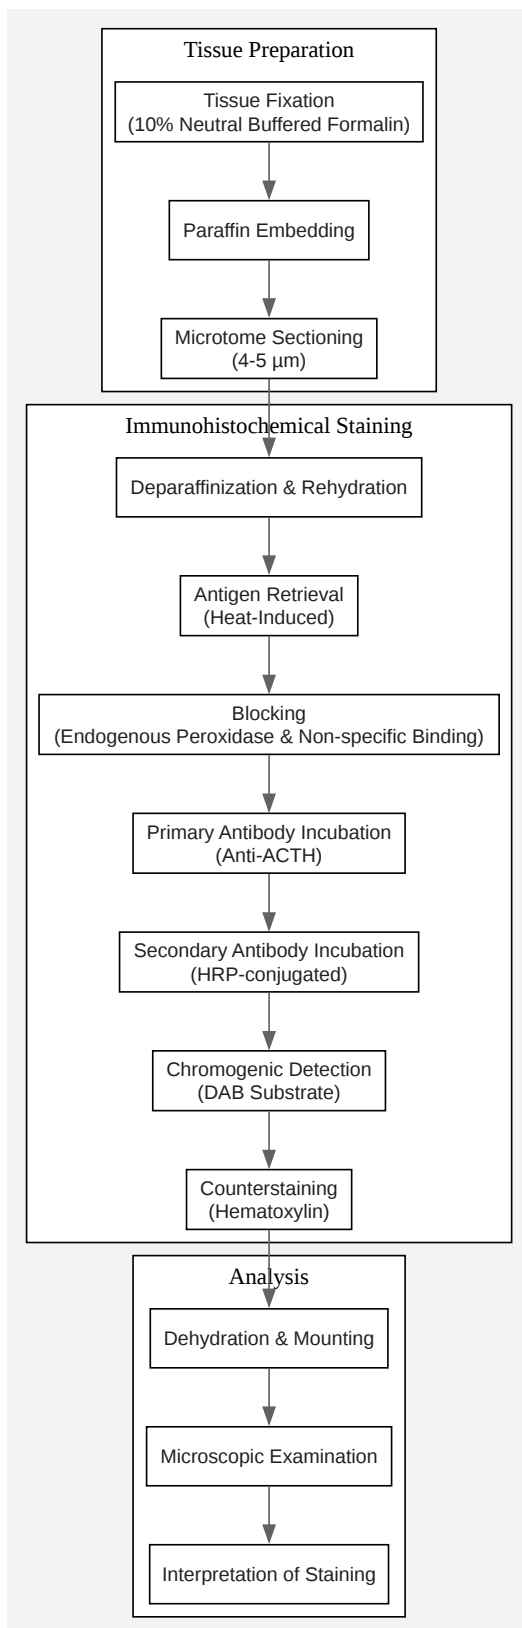 Tissue Preparation
Tissue Fixation
(10% Neutral Buffered Formalin)
Paraffin Embedding
Microtome Sectioning
(4-5 µm)
Immunohistochemical Staining
Deparaffinization & Rehydration
Antigen Retrieval
(Heat-Induced)
Blocking
(Endogenous Peroxidase & Non-specific Binding)
Primary Antibody Incubation
(Anti-ACTH)
Secondary Antibody Incubation
(HRP-conjugated)
Chromogenic Detection
(DAB Substrate)
Counterstaining
(Hematoxylin)
Analysis
Dehydration & Mounting
Microscopic Examination
Interpretation of Staining